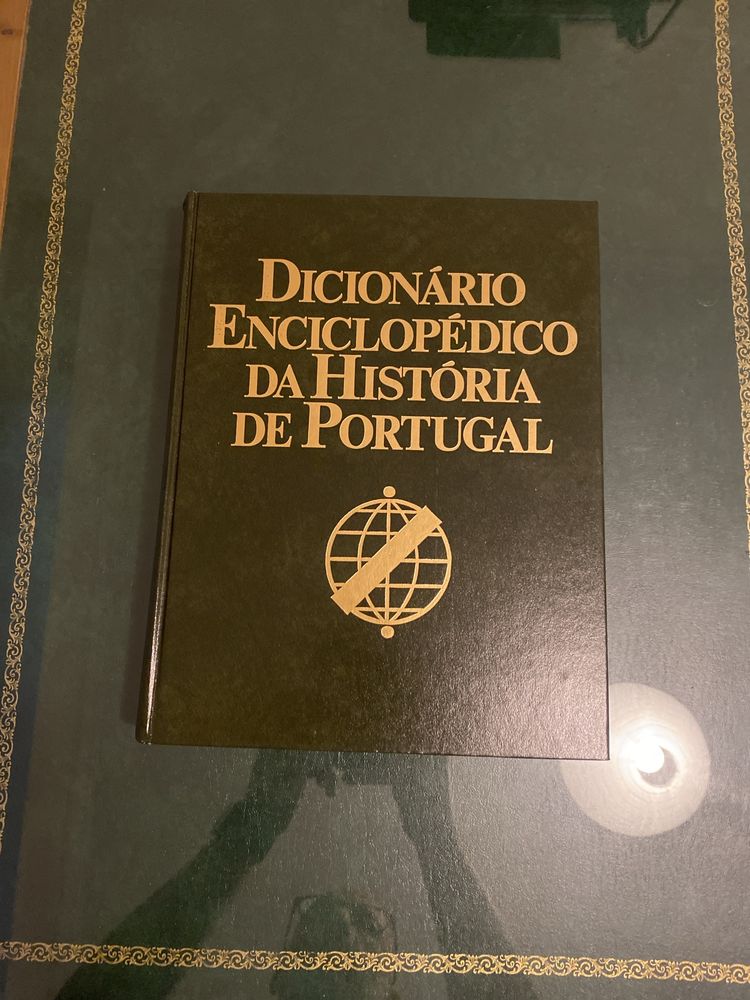 DICIONÁRIO
ENCICLOPÉDICO
DA HISTÓRIA
DE PORTUGAL